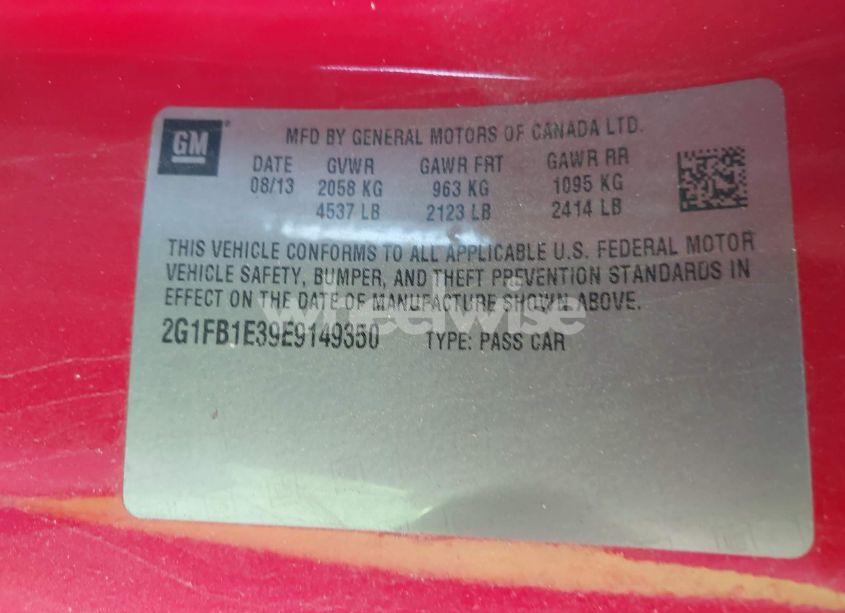 GM
MFD BY GENERAL MOTORS OF CANADA LTD.
DATE GVWR GAWR FRT GAWR RR
08/13 2058 KG 963 KG 1095 KG
4537 LB 2123 LB 2414 LB
THIS VEHICLE CONFORMS TO ALL APPLICABLE U.S. FEDERAL MOTOR
VEHICLE SAFETY, BUMPER, AND THEFT PREVENTION STANDARDS IN
EFFECT ON THE DATE OF MANUFACTURE SHOWN ABOVE.
wheelwise
2G1FB1E39E9149350 TYPE: PASS CAR